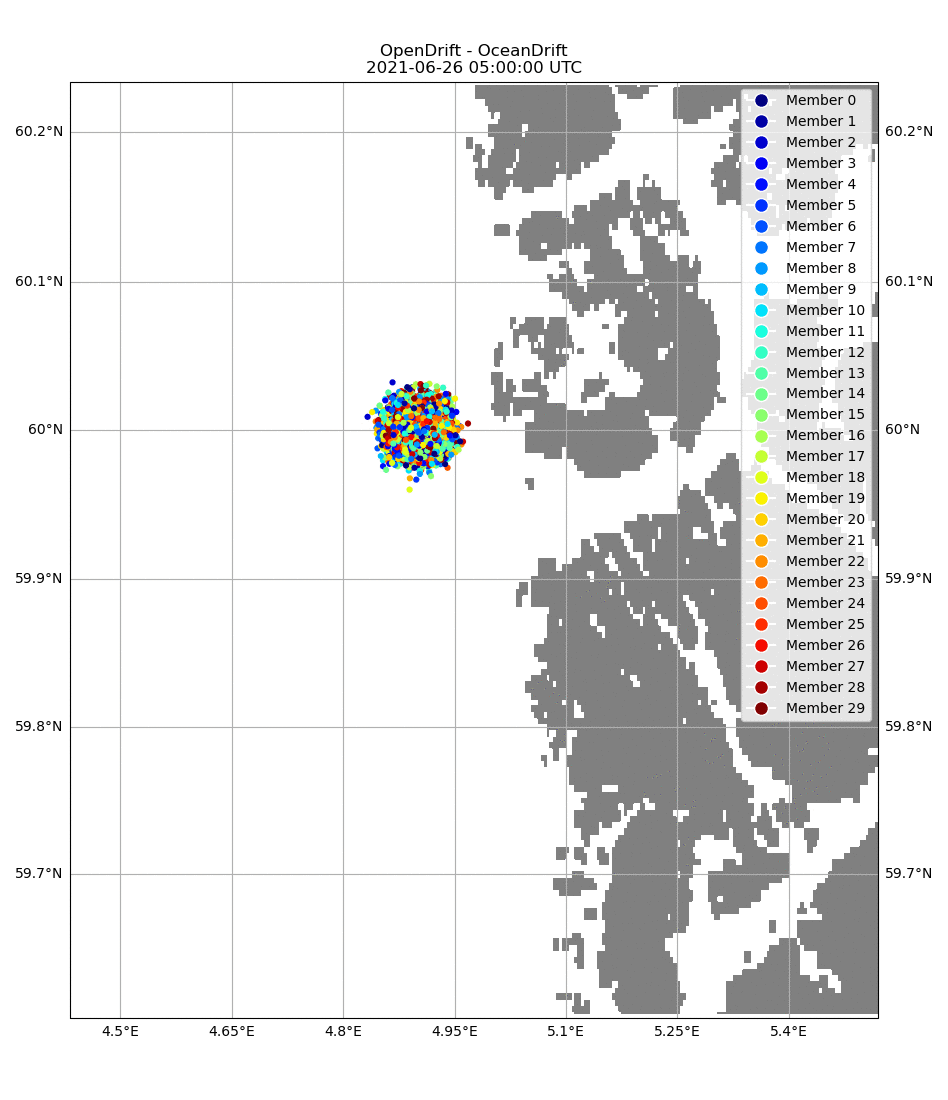 OpenDrift - OceanDrift
2021-06-26 05:00:00 UTC
Member 0
Member 1
Member 2
Member 3
Member 4
Member 5
Member 6
Member 7
Member 8
Member 9
Member 10
Member 11
Member 12
Member 13
Member 14
Member 15
Member 16
Member 17
Member 18
Member 19
Member 20
Member 21
Member 22
Member 23
Member 24
Member 25
Member 26
Member 27
Member 28
Member 29
60.2°N 60.2°N
60.1°N 60.1°N
60°N 60°N
59.9°N 59.9°N
59.8°N 59.8°N
59.7°N 59.7°N
4.5°E 4.65°E 4.8°E 4.95°E 5.1°E 5.25°E 5.4°E